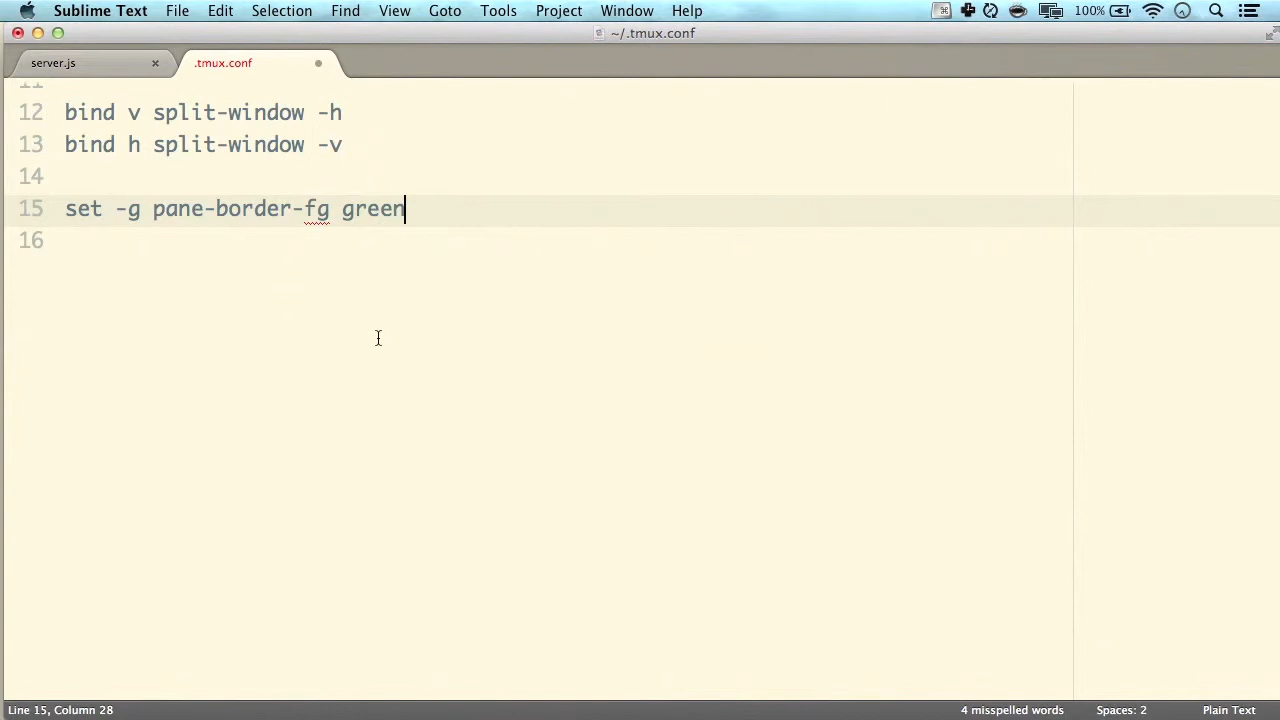 Sublime Text File Edit Selection Find View Goto Tools Project Window Help 100%
~/.tmux.conf
server.js × .tmux.conf
11
12 bind v split-window -h
13 bind h split-window -v
14
15 set -g pane-border-fg green
16
Line 15, Column 28 4 misspelled words Spaces: 2 Plain Text